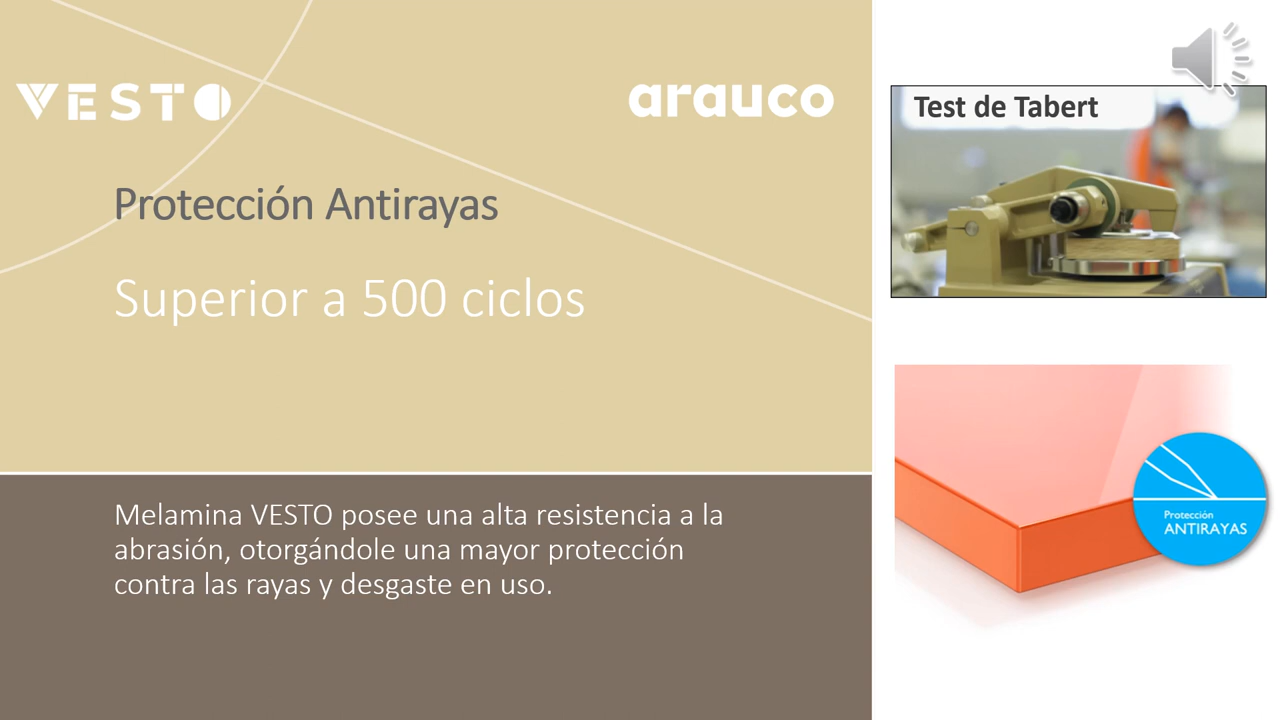 VESTO
arauco
Protección Antirayas
Superior a 500 ciclos
Melamina VESTO posee una alta resistencia a la
abrasión, otorgándole una mayor protección
contra las rayas y desgaste en uso.
Test de Tabert
Protección
ANTIRAYAS